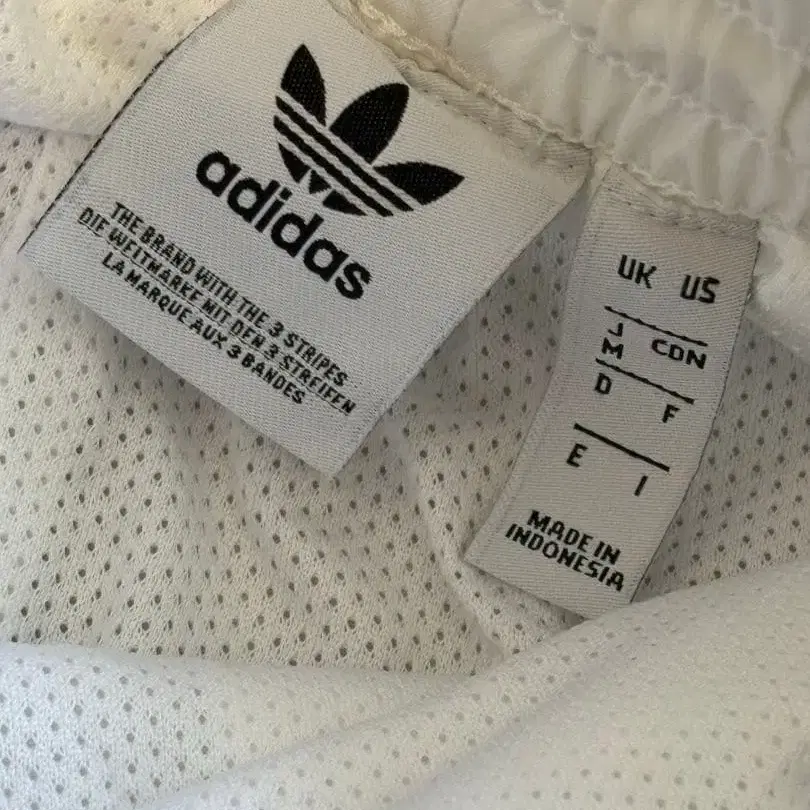 adidas
THE BRAND WITH THE 3 STRIPES
DIE WELTMARKE MIT DEN 3 STREIFEN
LA MARQUE AUX 3 BANDES
UK US
J
M CDN
D F
E I
MADE IN
INDONESIA